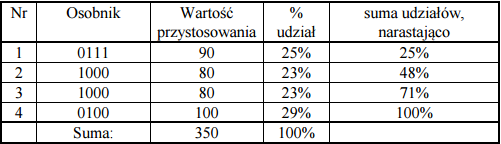 Nr Osobnik Wartość przystosowania % udział suma udziałów, narastająco
1 0111 90 25% 25%
2 1000 80 23% 48%
3 1000 80 23% 71%
4 0100 100 29% 100%
Suma: 350 100%